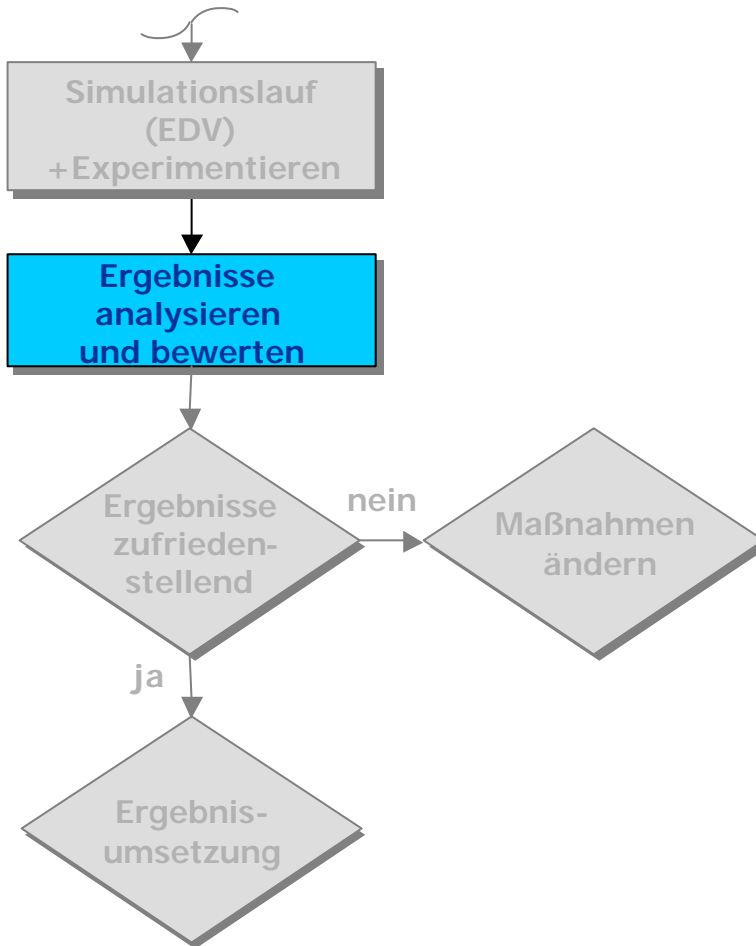 Simulationslauf
(EDV)
+Experimentieren
Ergebnisse
analysieren
und bewerten
Ergebnisse
zufrieden-
stellend
nein
Maßnahmen
ändern
ja
Ergebnis-
umsetzung